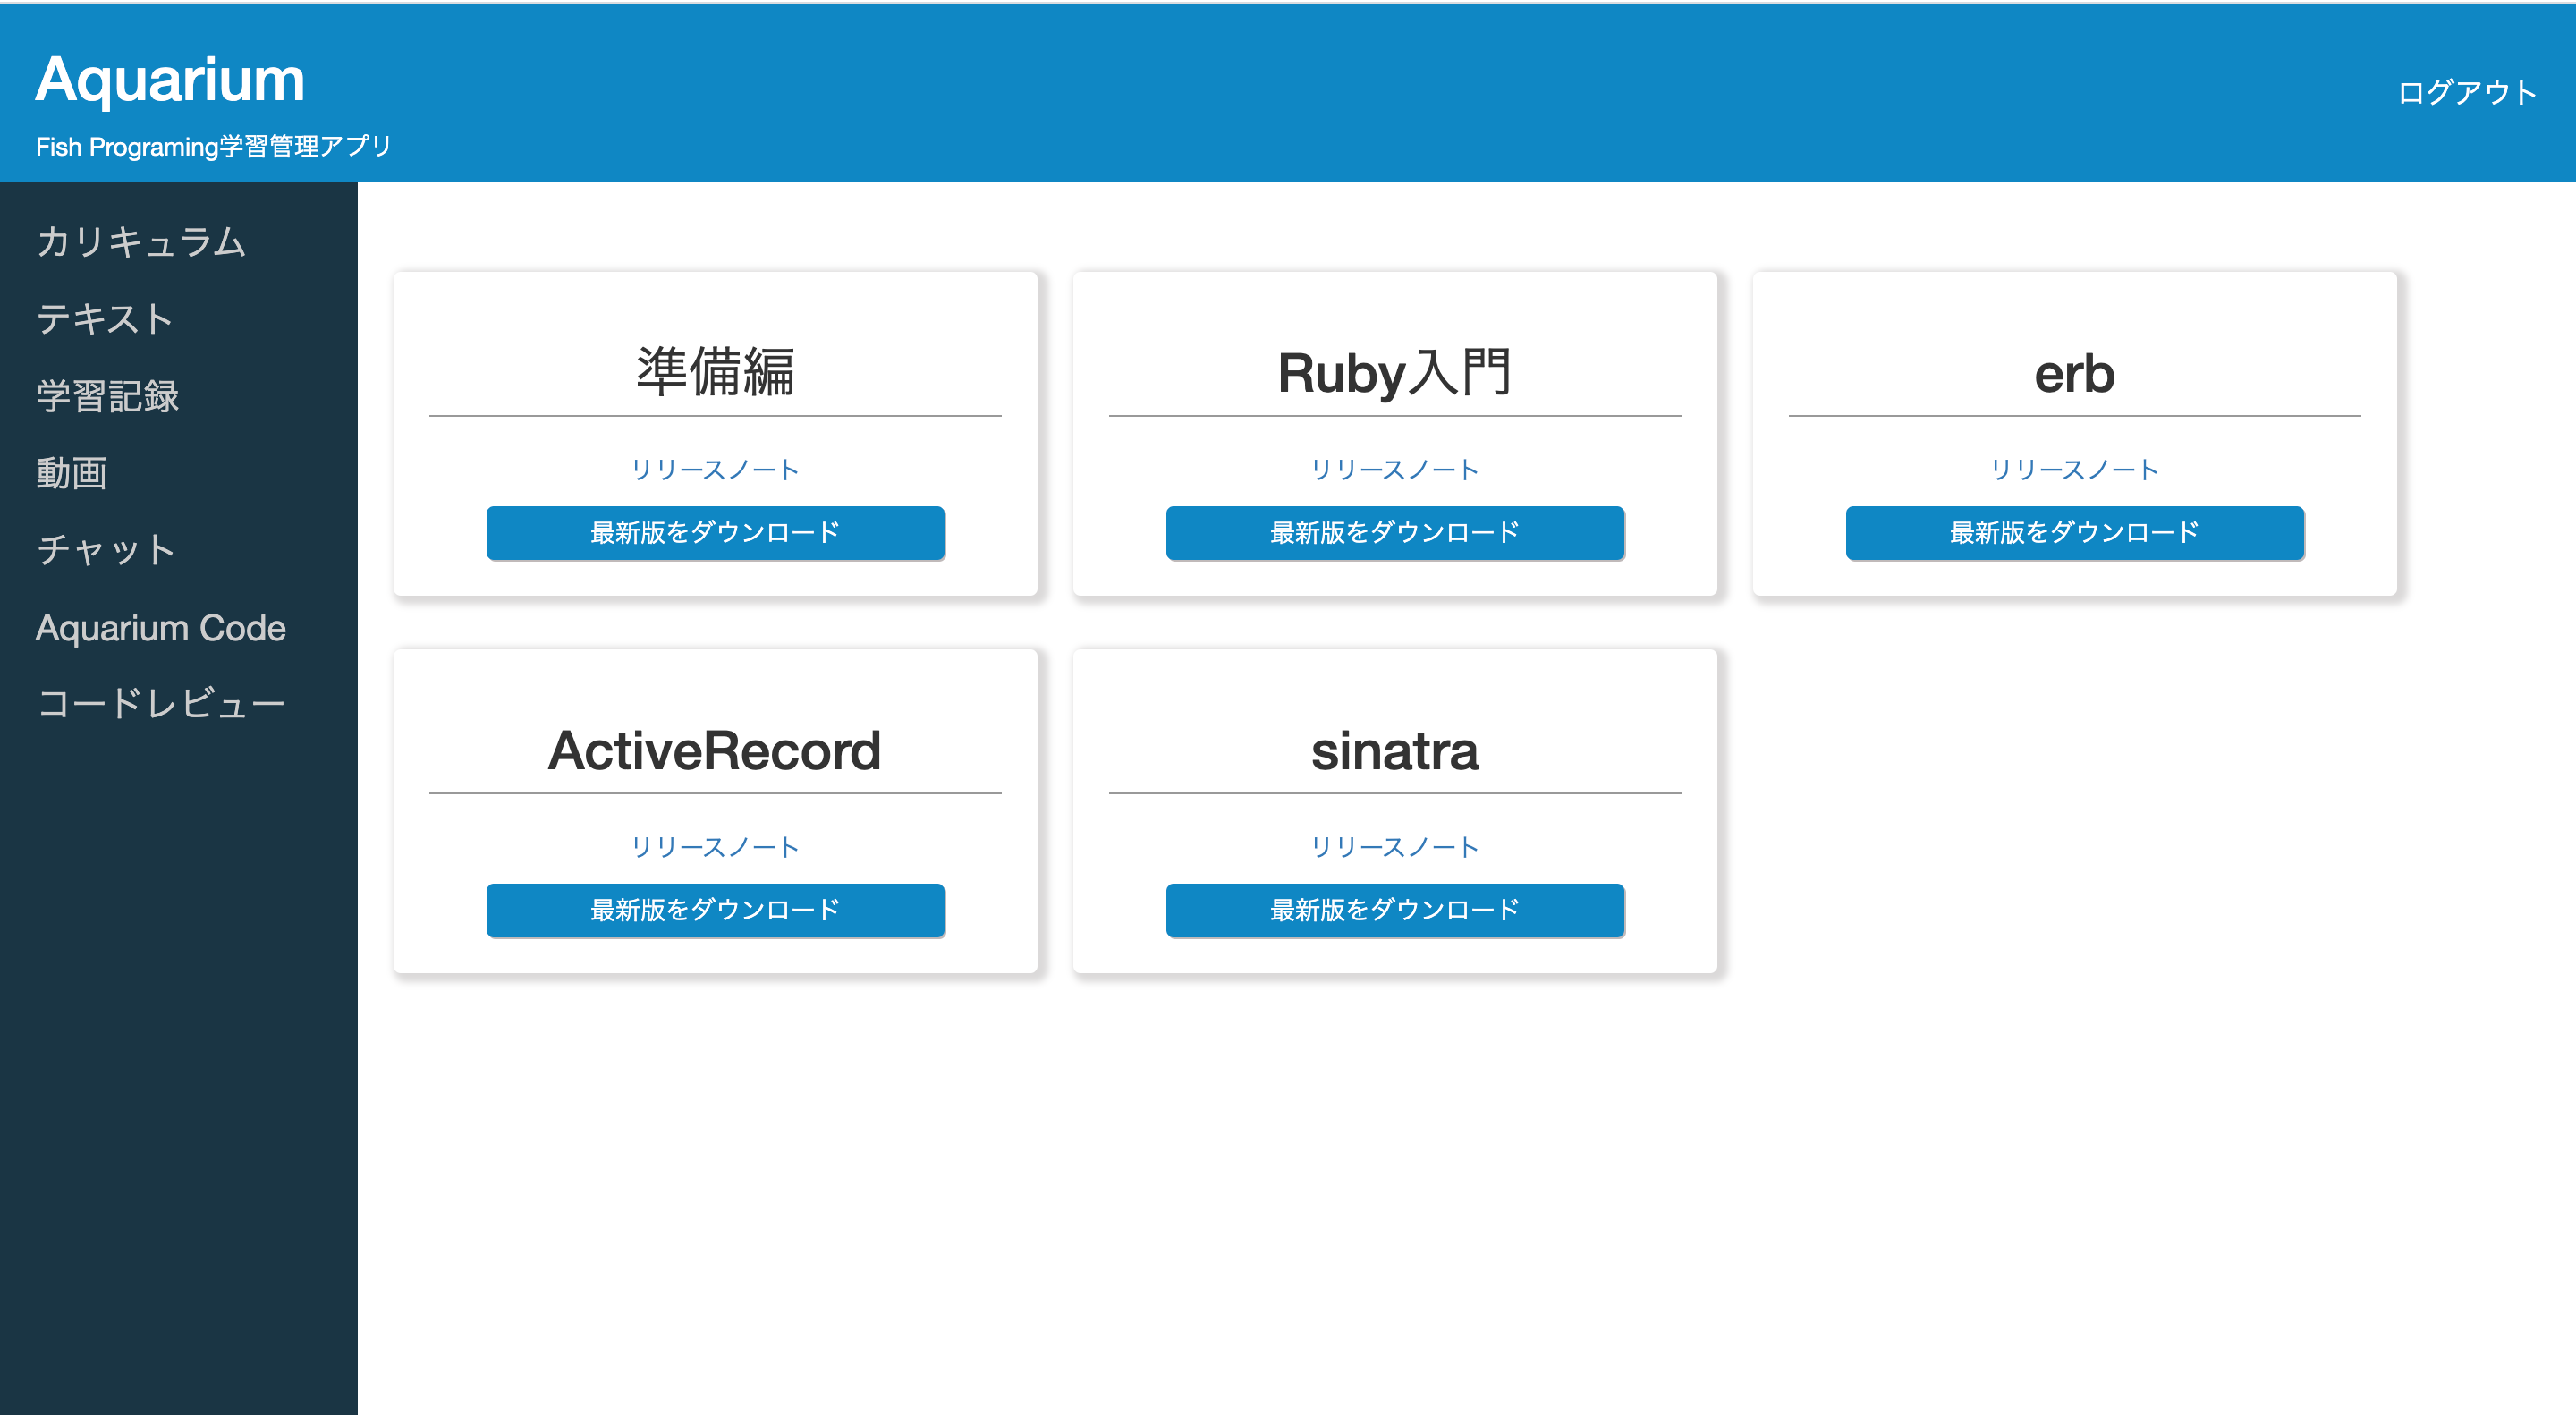 Aquarium
Fish Programing学習管理アプリ
ログアウト
カリキュラム
テキスト
学習記録
動画
チャット
Aquarium Code
コードレビュー
準備編
リリースノート
最新版をダウンロード
Ruby入門
リリースノート
最新版をダウンロード
erb
リリースノート
最新版をダウンロード
ActiveRecord
リリースノート
最新版をダウンロード
sinatra
リリースノート
最新版をダウンロード